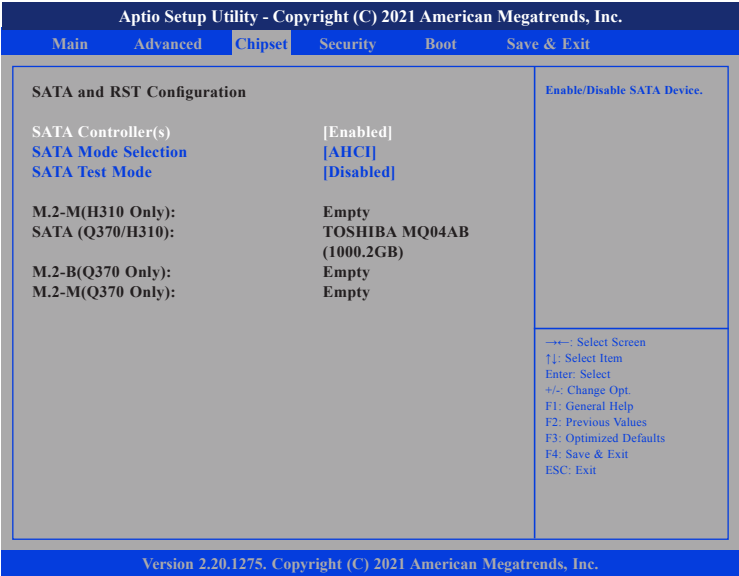 Aptio Setup Utility - Copyright (C) 2021 American Megatrends, Inc.
Main Advanced Chipset Security Boot Save & Exit
SATA and RST Configuration
SATA Controller(s) [Enabled]
SATA Mode Selection [AHCI]
SATA Test Mode [Disabled]
M.2-M(H310 Only): Empty
SATA (Q370/H310): TOSHIBA MQ04AB
(1000.2GB)
M.2-B(Q370 Only): Empty
M.2-M(Q370 Only): Empty
Enable/Disable SATA Device.
→←: Select Screen
↑↓: Select Item
Enter: Select
+/-: Change Opt.
F1: General Help
F2: Previous Values
F3: Optimized Defaults
F4: Save & Exit
ESC: Exit
Version 2.20.1275. Copyright (C) 2021 American Megatrends, Inc.